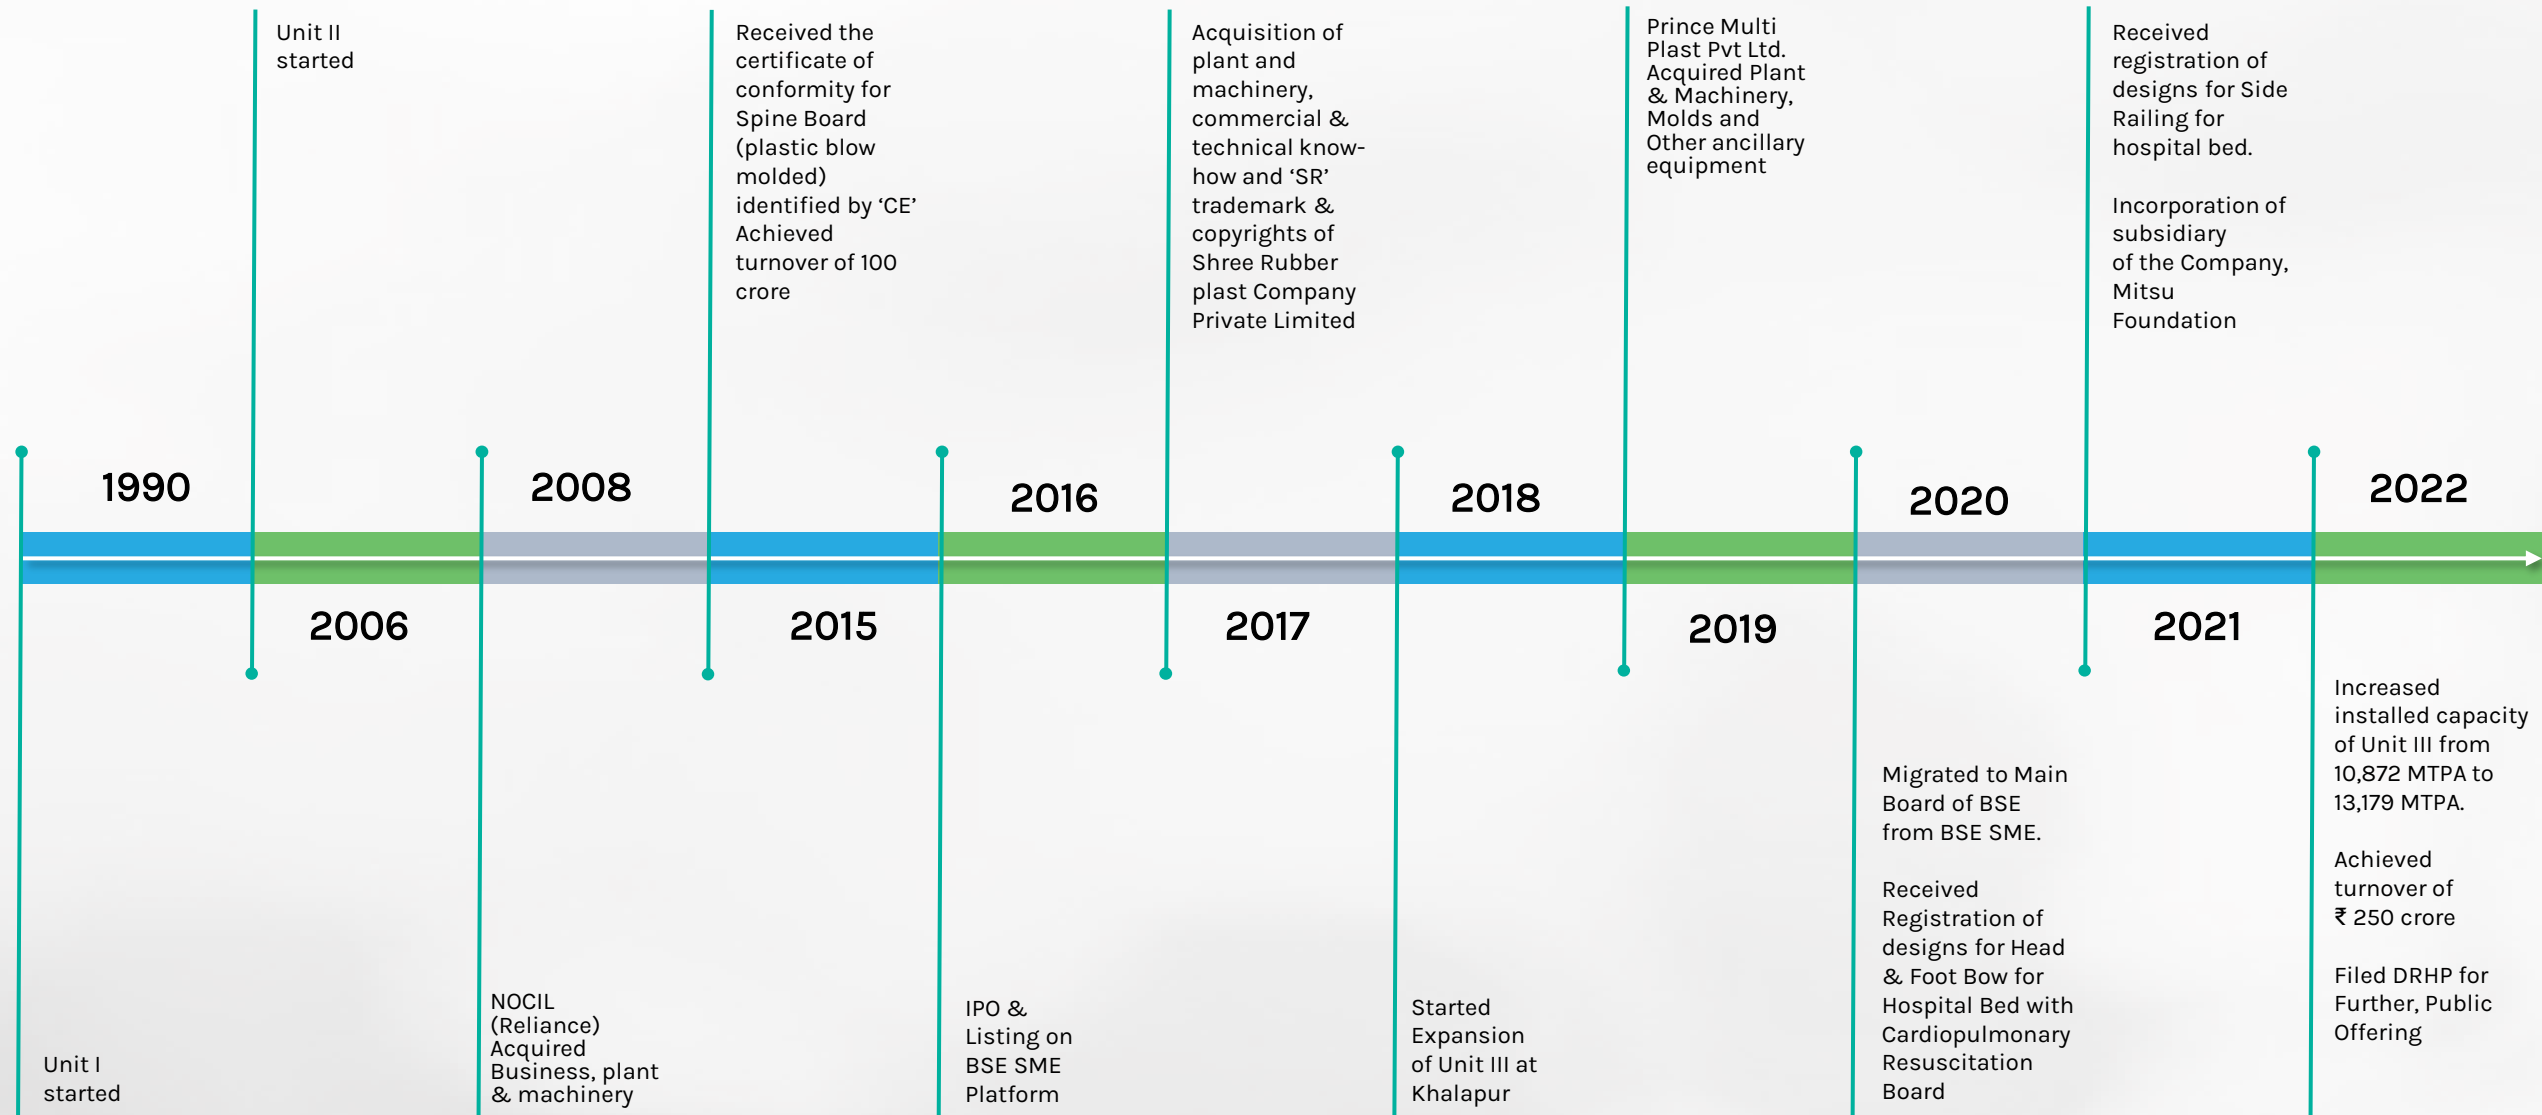 Unit II
started
Received the
certificate of
conformity for
Spine Board
(plastic blow
molded)
identified by ‘CE’
Achieved
turnover of 100
crore
Acquisition of
plant and
machinery,
commercial &
technical know-
how and ‘SR’
trademark &
copyrights of
Shree Rubber
plast Company
Private Limited
Prince Multi
Plast Pvt Ltd.
Acquired Plant
& Machinery,
Molds and
Other ancillary
equipment
Received
registration of
designs for Side
Railing for
hospital bed.
Incorporation of
subsidiary
of the Company,
Mitsu
Foundation
1990
2008
2016
2018
2020
2022
2006
2015
2017
2019
2021
Unit I
started
NOCIL
(Reliance)
Acquired
Business, plant
& machinery
IPO &
Listing on
BSE SME
Platform
Started
Expansion
of Unit III at
Khalapur
Migrated to Main
Board of BSE
from BSE SME.
Received
Registration of
designs for Head
& Foot Bow for
Hospital Bed with
Cardiopulmonary
Resuscitation
Board
Increased
installed capacity
of Unit III from
10,872 MTPA to
13,179 MTPA.
Achieved
turnover of
₹ 250 crore
Filed DRHP for
Further, Public
Offering